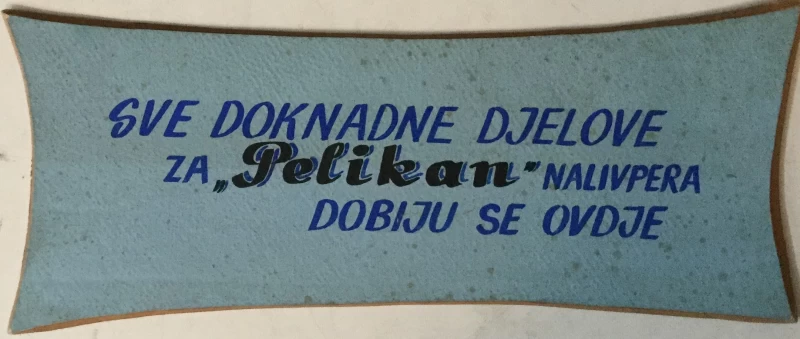 SVE DOKNADNE DJELOVE
ZA „Pelikan" NALIVPERA
DOBIJU SE OVDJE